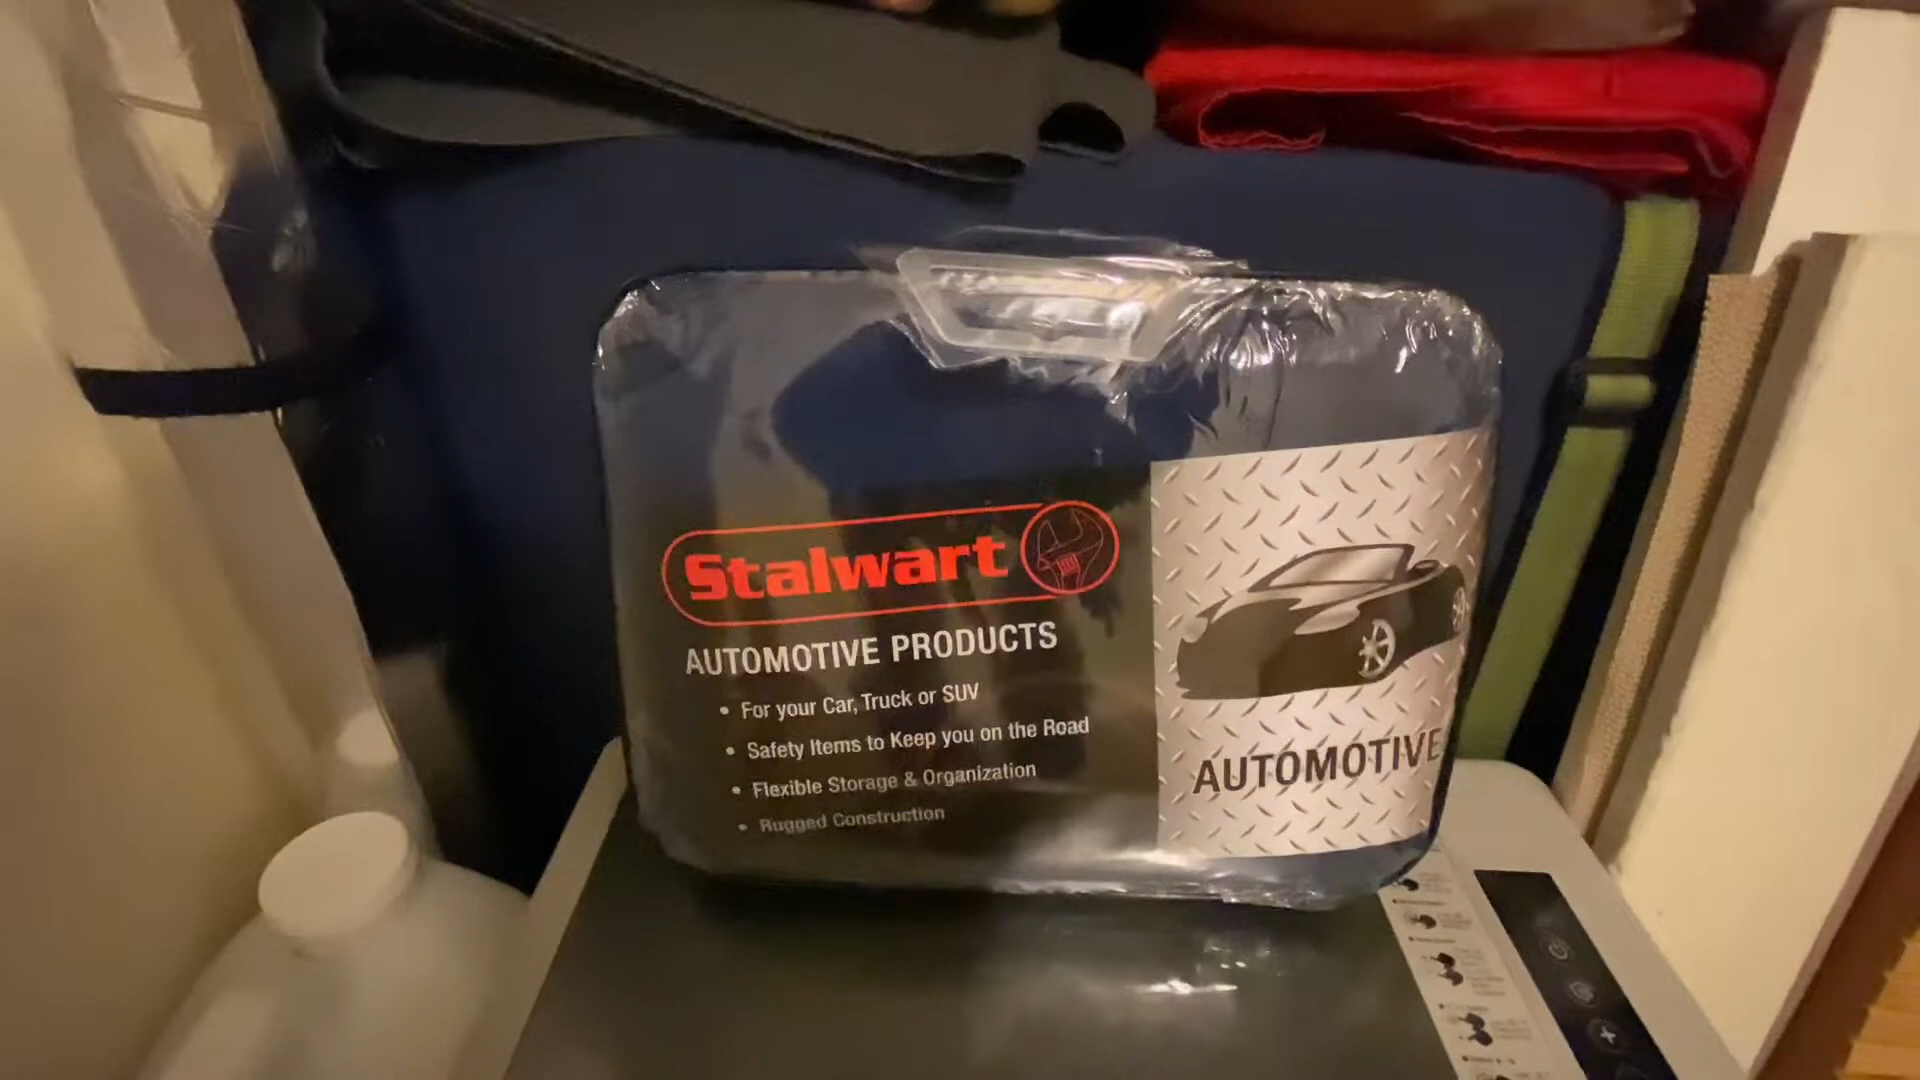 Stalwart
AUTOMOTIVE PRODUCTS
• For your Car, Truck or SUV
• Safety Items to Keep you on the Road
• Flexible Storage & Organization
• Rugged Construction
AUTOMOTIVE